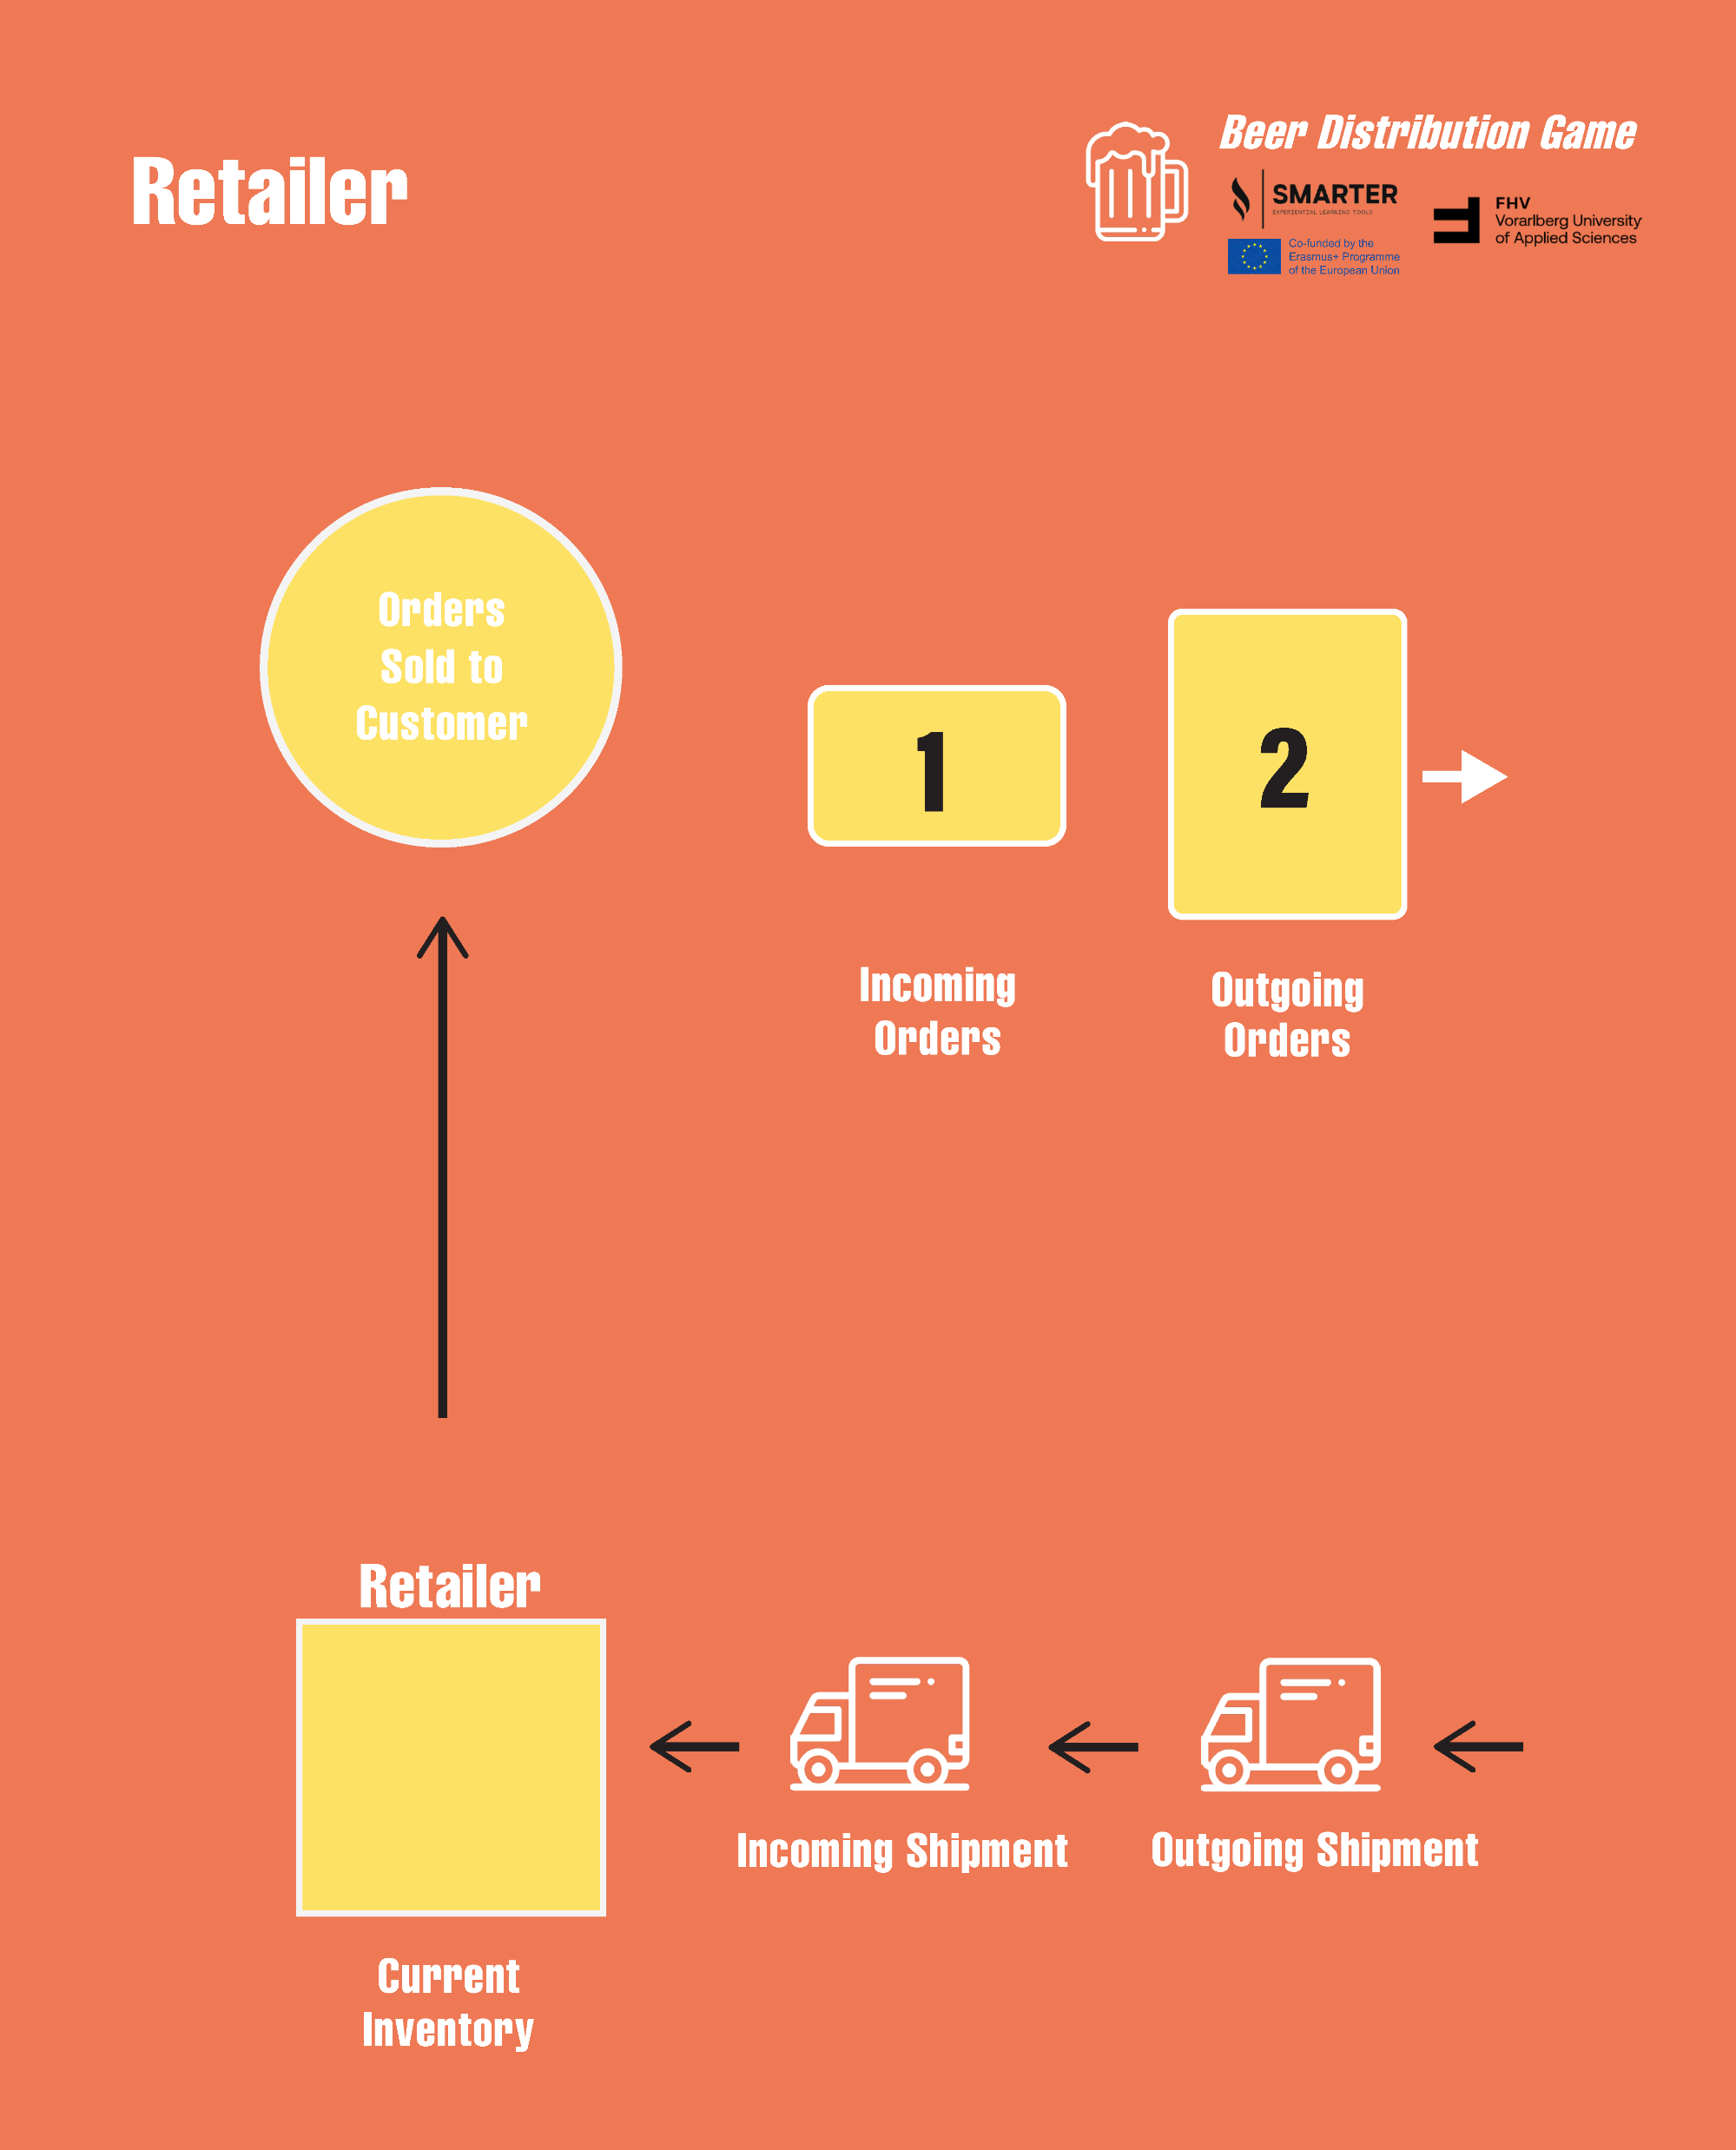 Retailer
Beer Distribution Game
SMARTER
EXPERIENTIAL LEARNING TOOLS
FHV
Vorarlberg University
of Applied Sciences
Co-funded by the
Erasmus+ Programme
of the European Union
Orders
Sold to
Customer
1
2
Incoming
Orders
Outgoing
Orders
Retailer
Incoming Shipment
Outgoing Shipment
Current
Inventory